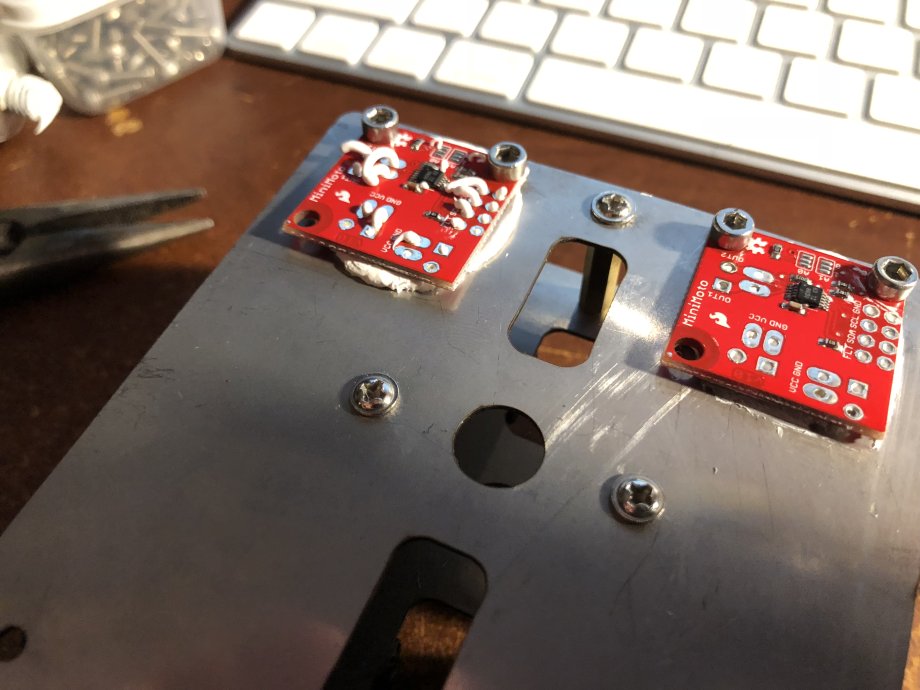 MiniMoto
GND VCC
VCC GND
MiniMoto
OUT2
OUT1
GND VCC
FLT SDA SCL GND
VCC GND